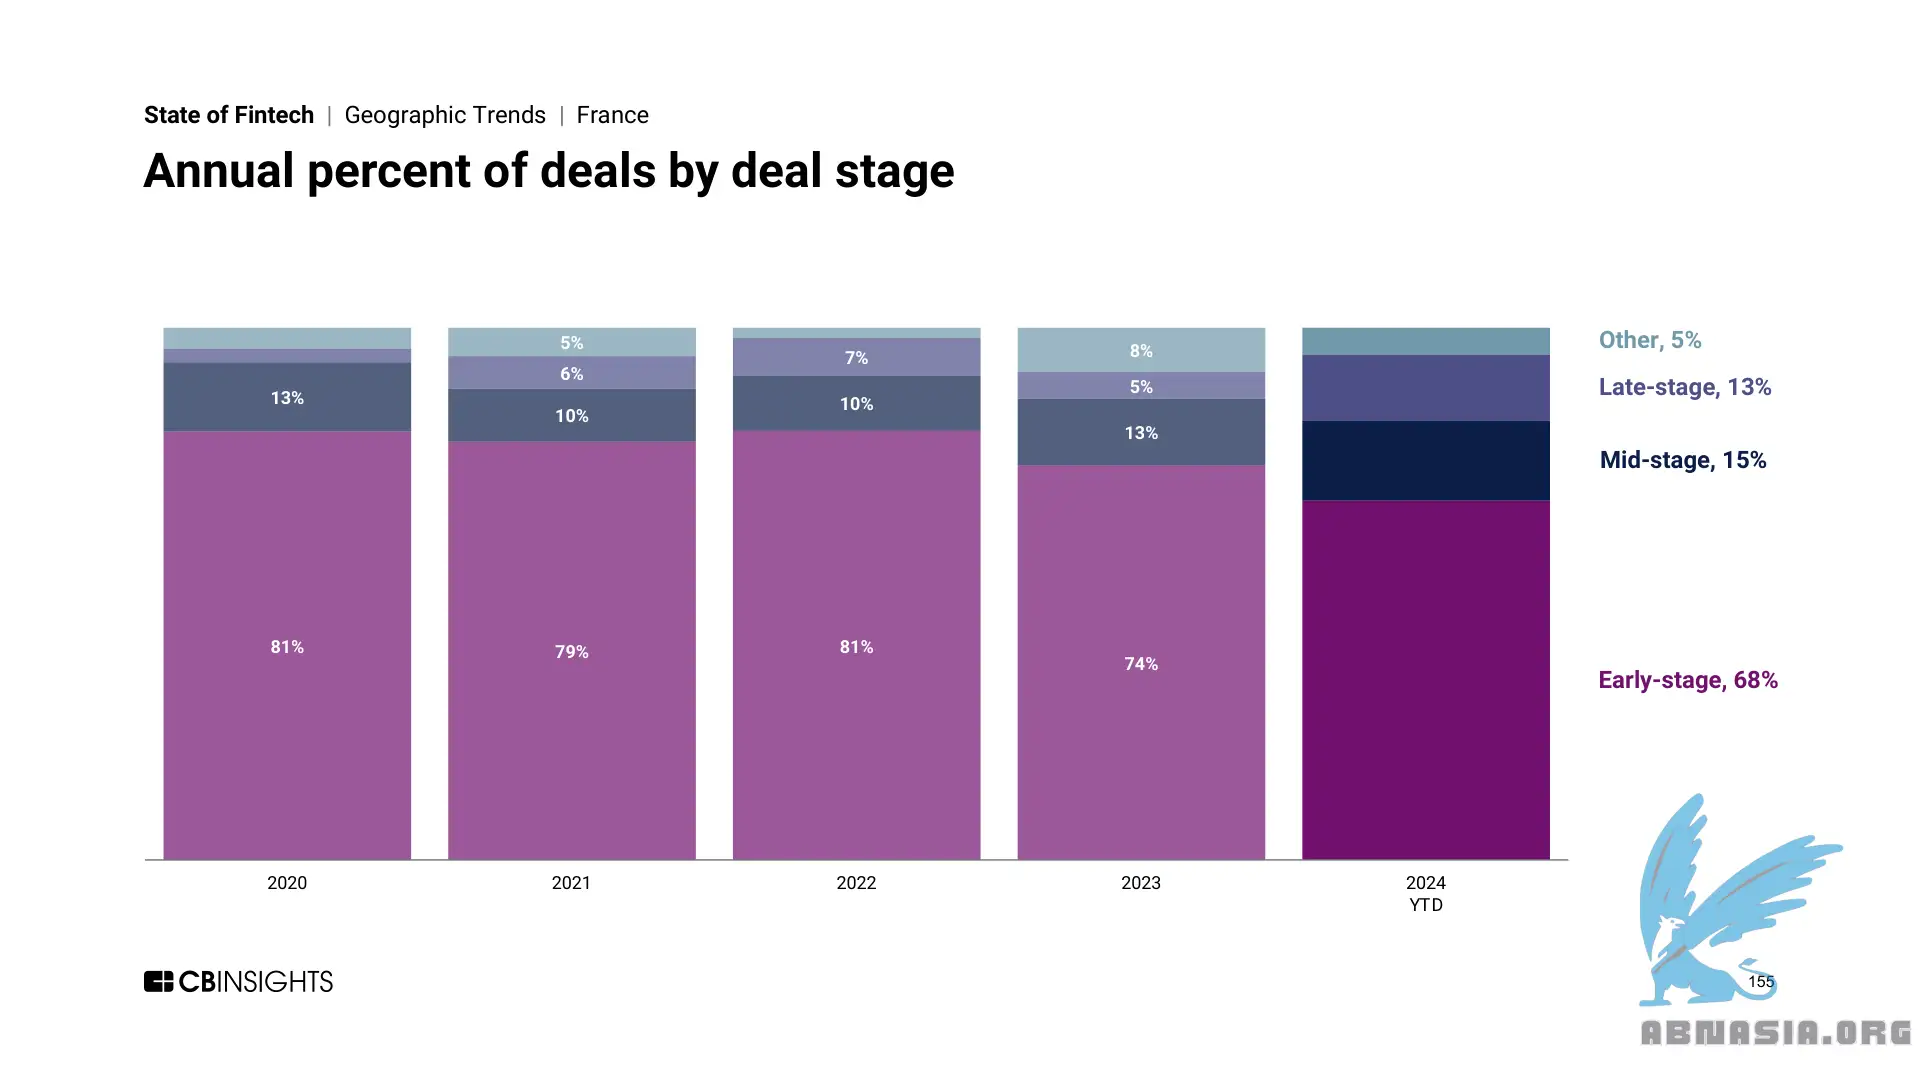 State of Fintech | Geographic Trends | France
Annual percent of deals by deal stage
5%
6%
10%
79%
13%
81%
7%
10%
81%
8%
5%
13%
74%
Other, 5%
Late-stage, 13%
Mid-stage, 15%
Early-stage, 68%
2020
2021
2022
2023
2024
YTD
CBINSIGHTS
155
ABNASIA.ORG